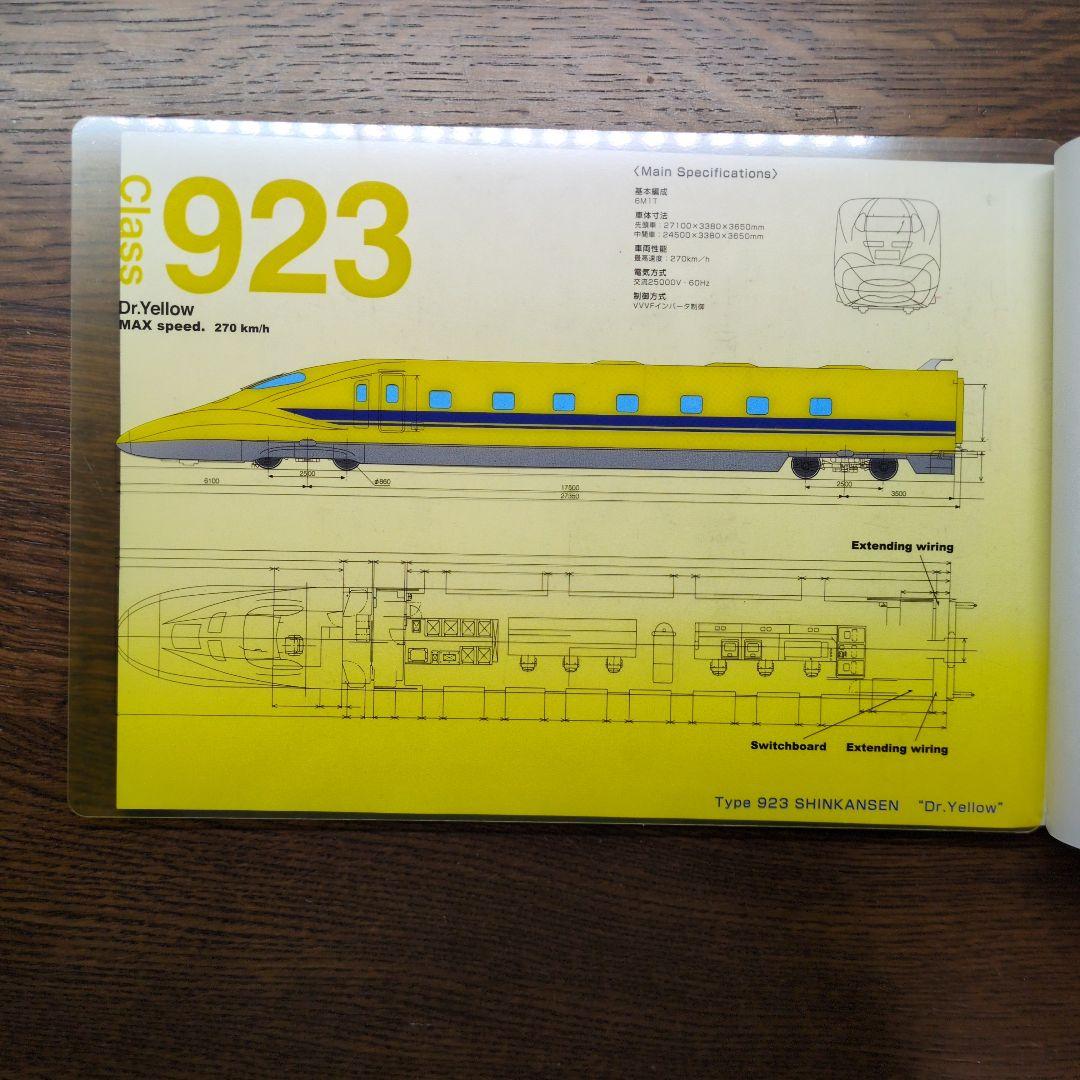 class 923
Dr.Yellow
MAX speed. 270 km/h
〈Main Specifications〉
基本編成
6M1T
車体寸法
先頭車：27100×3380×3650mm
中間車：24500×3380×3650mm
車両性能
最高速度：270km／h
電気方式
交流25000V・60Hz
制御方式
VVVFインバータ制御
6100
2500
φ860
17500
27350
2500
3500
Extending wiring
Switchboard
Extending wiring
Type 923 SHINKANSEN “Dr.Yellow”